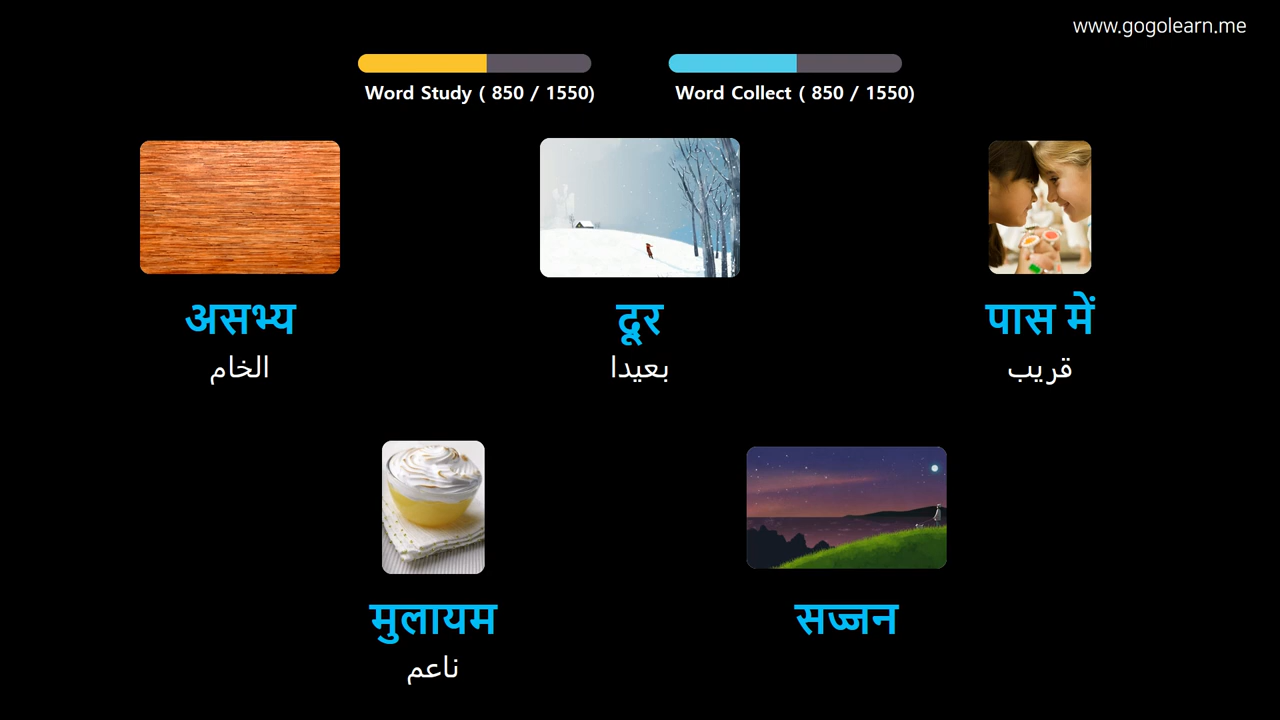 www.gogolearn.me
Word Study ( 850 / 1550)
Word Collect ( 850 / 1550)
असभ्य
الخام
दूर
بعيدا
पास में
قريب
मुलायम
ناعم
सज्जन